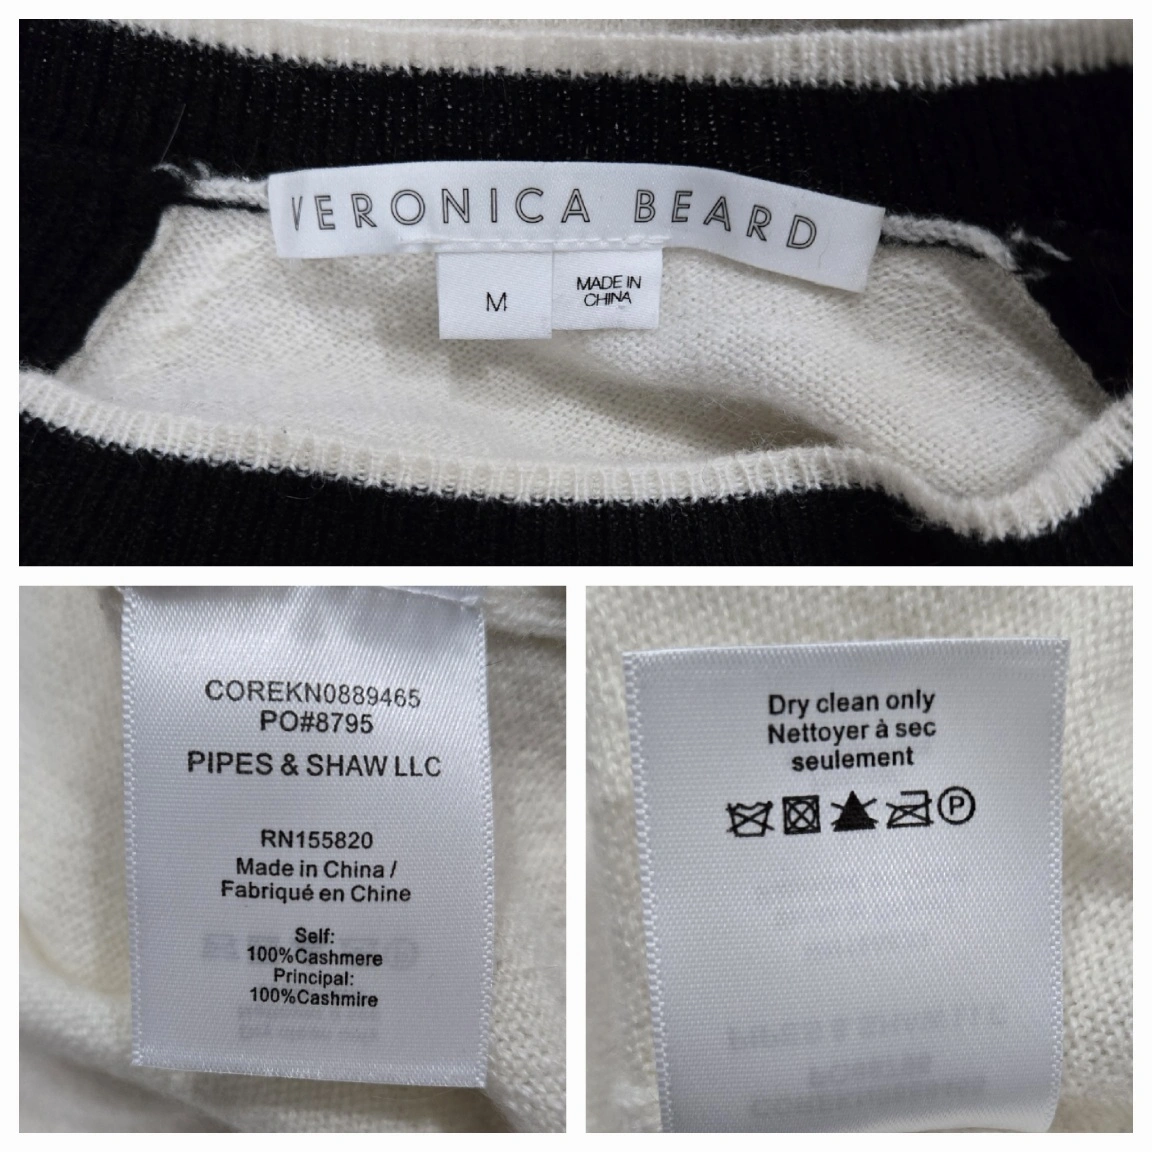 VERONICA BEARD
M
MADE IN
CHINA
COREKN0889465
PO#8795
PIPES & SHAW LLC
RN155820
Made in China /
Fabriqué en Chine
Self:
100%Cashmere
Principal:
100%Cashmire
Dry clean only
Nettoyer à sec
seulement
P